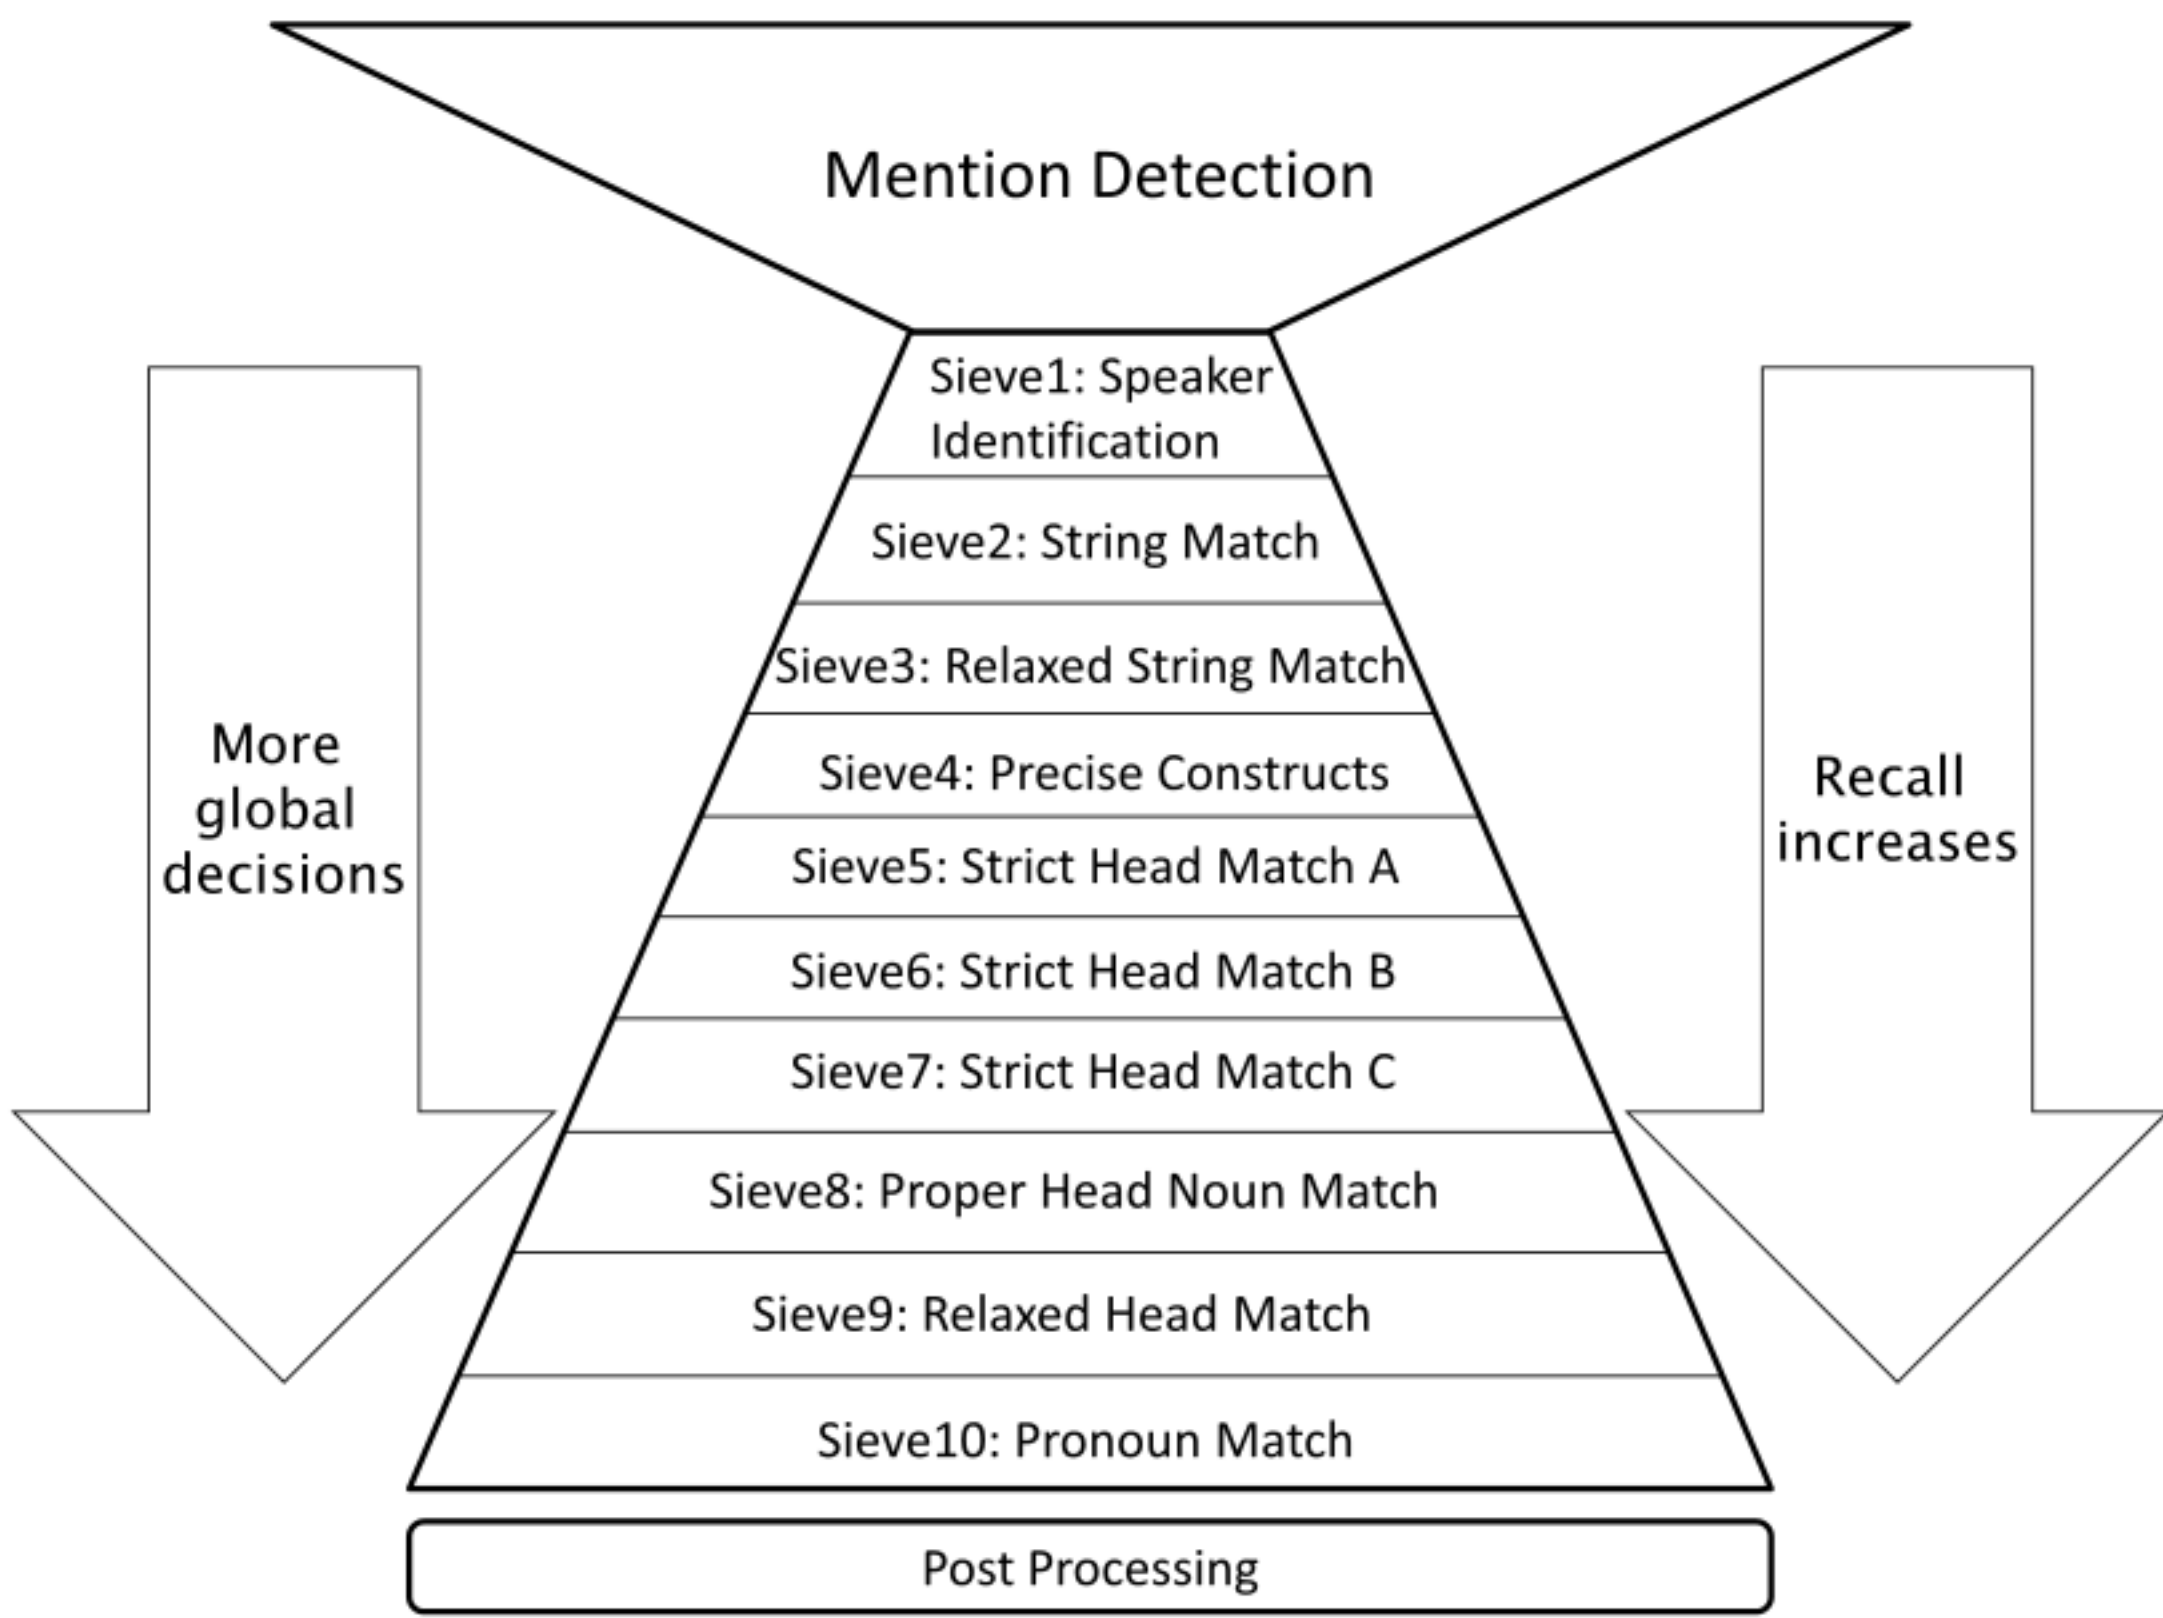 Mention Detection
Sieve1: Speaker
Identification
Sieve2: String Match
Sieve3: Relaxed String Match
Sieve4: Precise Constructs
Sieve5: Strict Head Match A
Sieve6: Strict Head Match B
Sieve7: Strict Head Match C
Sieve8: Proper Head Noun Match
Sieve9: Relaxed Head Match
Sieve10: Pronoun Match
Post Processing
More
global
decisions
Recall
increases